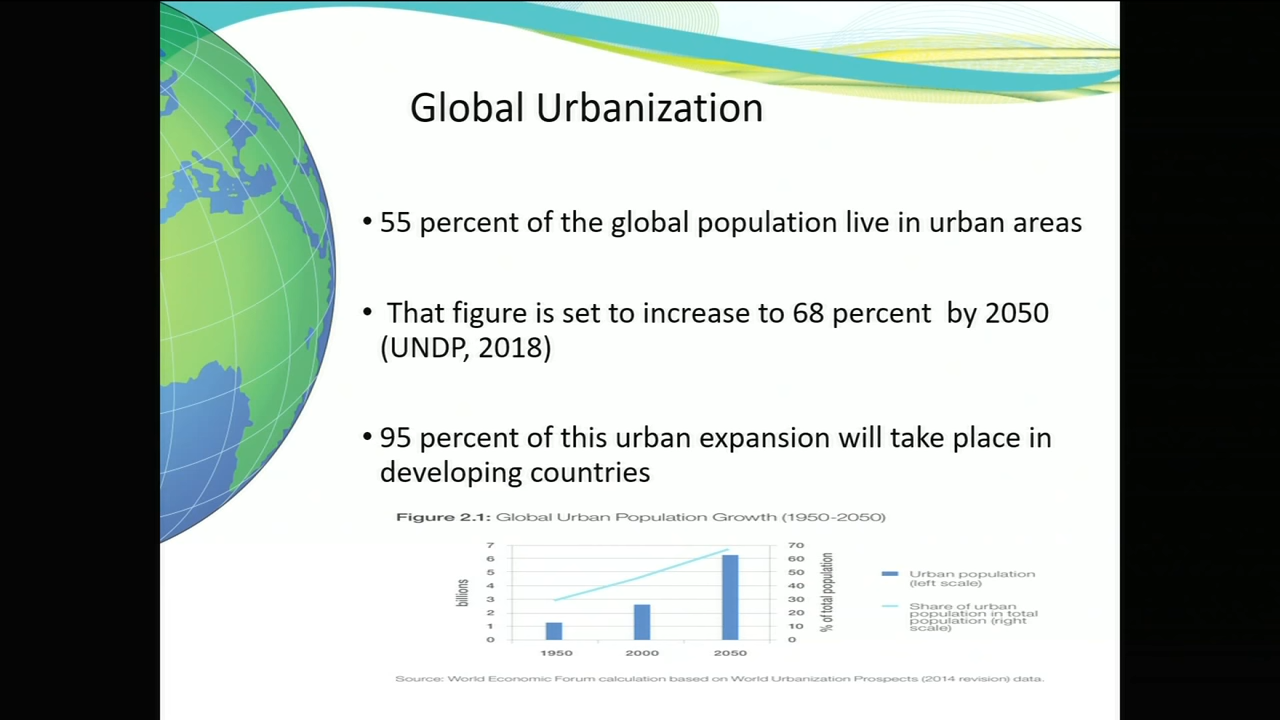 Global Urbanization
• 55 percent of the global population live in urban areas
• That figure is set to increase to 68 percent by 2050
(UNDP, 2018)
• 95 percent of this urban expansion will take place in
developing countries
Figure 2.1: Global Urban Population Growth (1950-2050)
7
6
5
4
3
2
1
0
billions
70
60
50
40
30
20
10
0
% of total population
1950 2000 2050
Urban population
(left scale)
Share of urban
population in total
population (right
scale)
Source: World Economic Forum calculation based on World Urbanization Prospects (2014 revision) data.